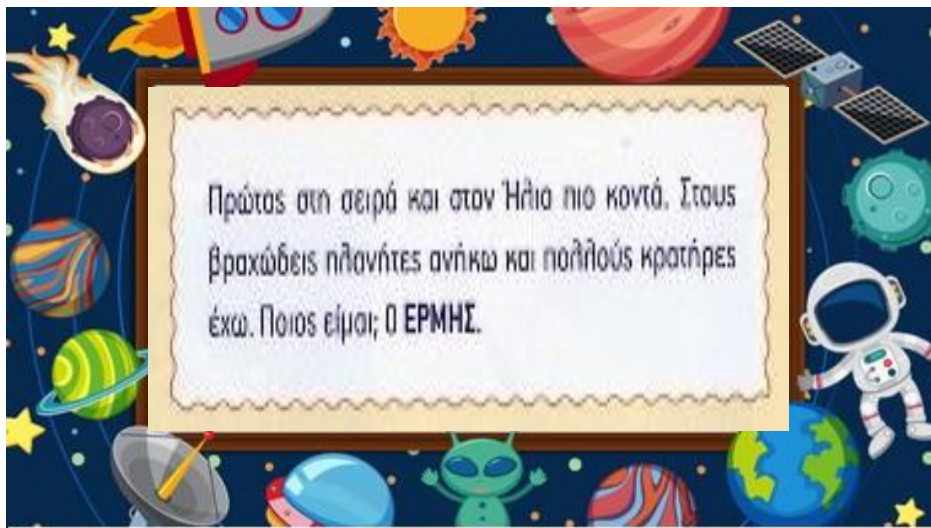 Πρώτος στη σειρά και στον Ήλιο πιο κοντά. Στους
βραχώδεις πλανήτες ανήκω και πολλούς κρατήρες
έχω. Ποιος είμαι; Ο ΕΡΜΗΣ.